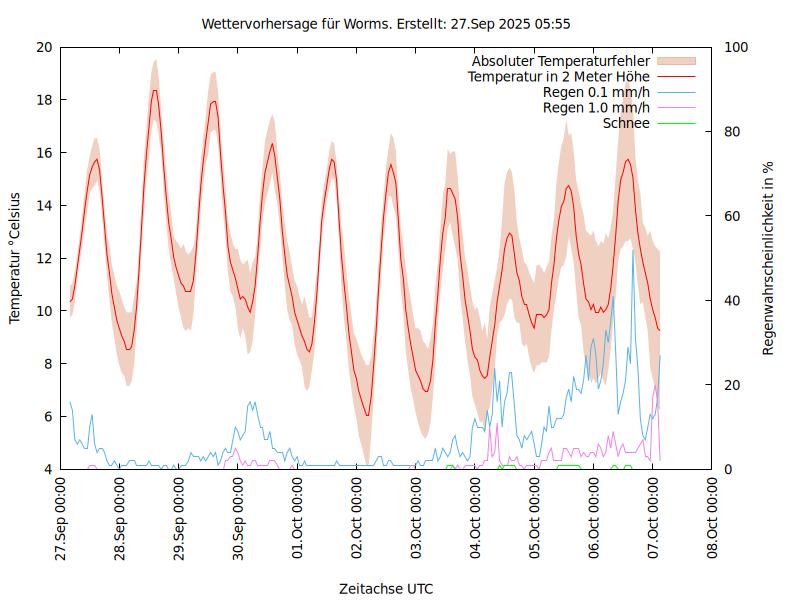 Wettervorhersage für Worms. Erstellt: 27.Sep 2025 05:55
Absoluter Temperaturfehler
Temperatur in 2 Meter Höhe
Regen 0.1 mm/h
Regen 1.0 mm/h
Schnee
Temperatur °Celsius
20
18
16
14
12
10
8
6
4
100
80
60
40
20
0
Regenwahrscheinlichkeit in %
27.Sep 00:00
28.Sep 00:00
29.Sep 00:00
30.Sep 00:00
01.Oct 00:00
02.Oct 00:00
03.Oct 00:00
04.Oct 00:00
05.Oct 00:00
06.Oct 00:00
07.Oct 00:00
08.Oct 00:00
Zeitachse UTC